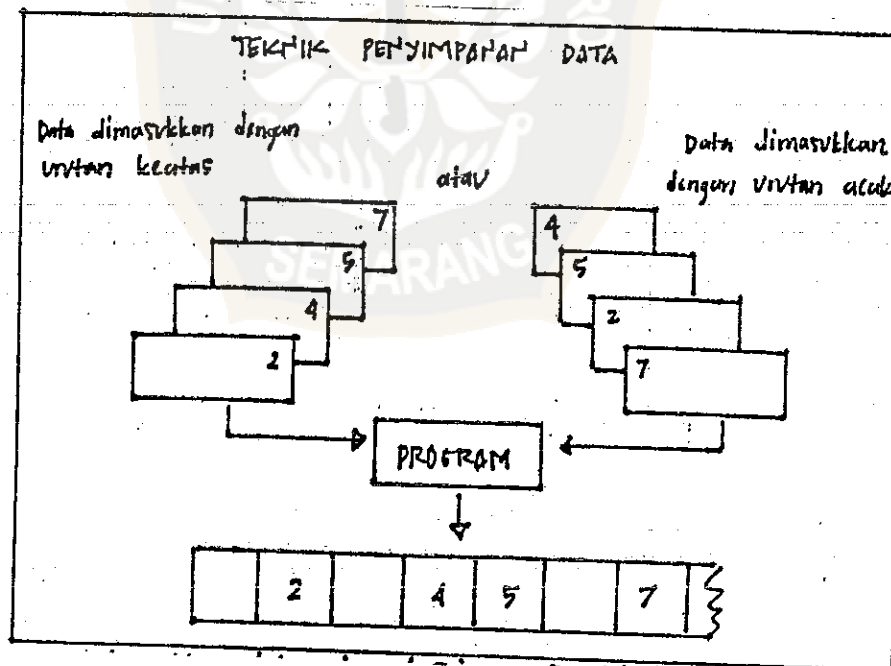 TEKNIK PENYIMPANAN DATA
Data dimasukkan dengan
urutan keatas
atau
Data dimasukkan
dengan urutan acak
7
5
4
2
4
5
2
7
SEMARANG
PROGRAM
2 4 5 7